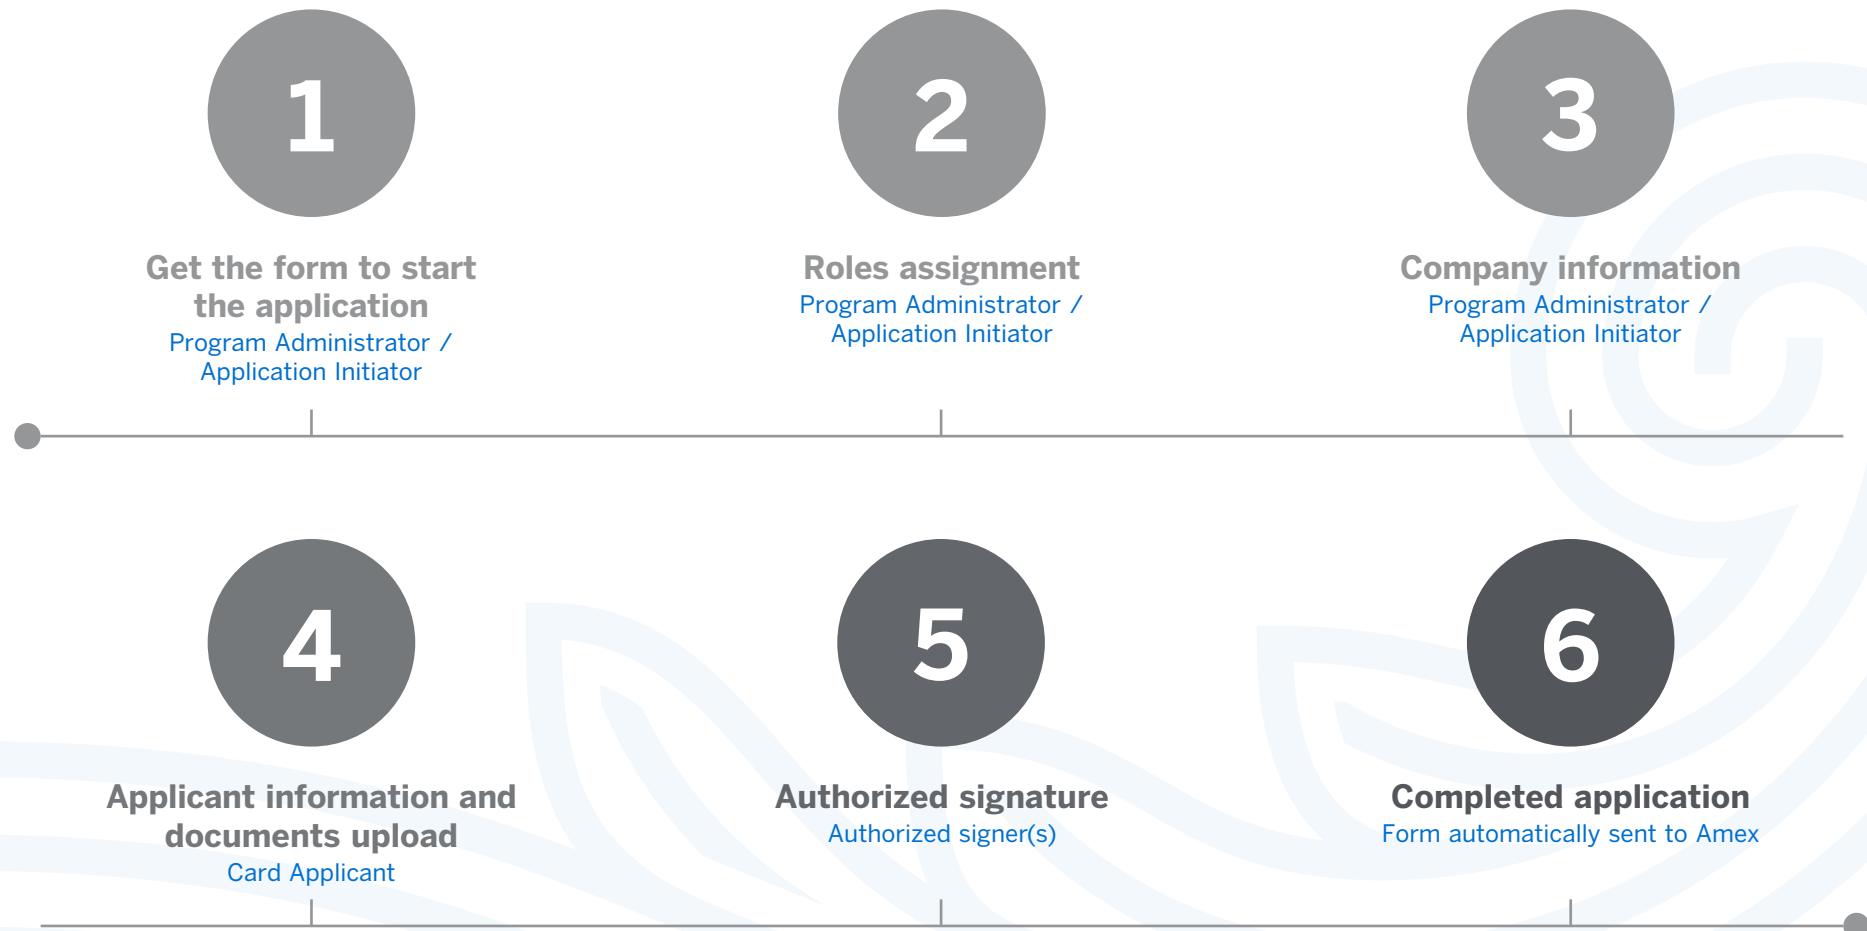 1
Get the form to start
the application
Program Administrator /
Application Initiator
2
Roles assignment
Program Administrator /
Application Initiator
3
Company information
Program Administrator /
Application Initiator
4
Applicant information and
documents upload
Card Applicant
5
Authorized signature
Authorized signer(s)
6
Completed application
Form automatically sent to Amex